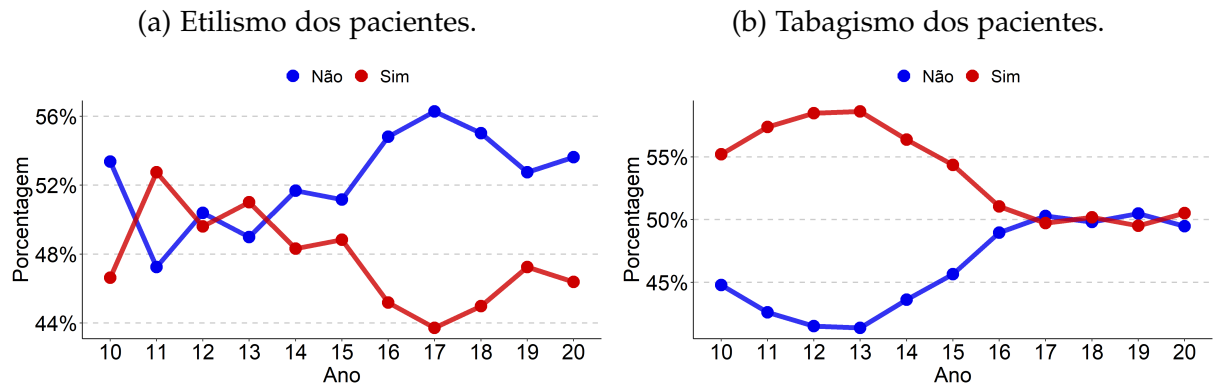 (a) Etilismo dos pacientes.
Não Sim
Porcentagem
56%
52%
48%
44%
10 11 12 13 14 15 16 17 18 19 20
Ano
(b) Tabagismo dos pacientes.
Não Sim
Porcentagem
55%
50%
45%
10 11 12 13 14 15 16 17 18 19 20
Ano